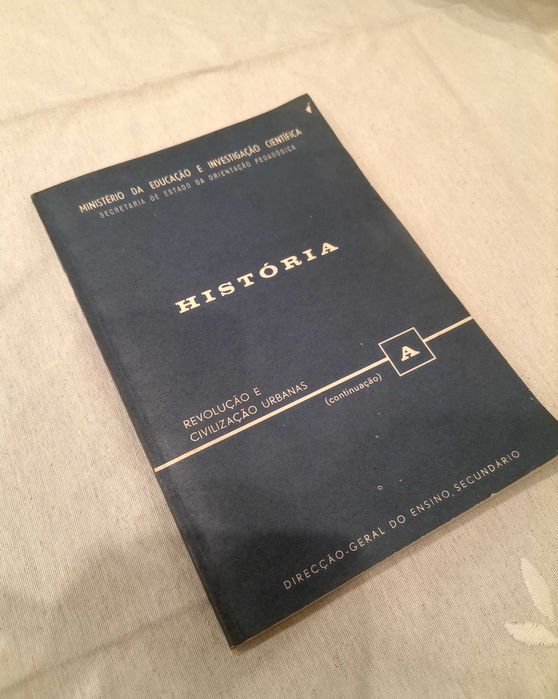 MINISTÉRIO DA EDUCAÇÃO E INVESTIGAÇÃO CIENTÍFICA
SECRETARIA DE ESTADO DA ORIENTAÇÃO PEDAGÓGICA
HISTÓRIA
A
REVOLUÇÃO E
CIVILIZAÇÃO URBANAS
(continuação)
DIRECÇÃO-GERAL DO ENSINO SECUNDÁRIO